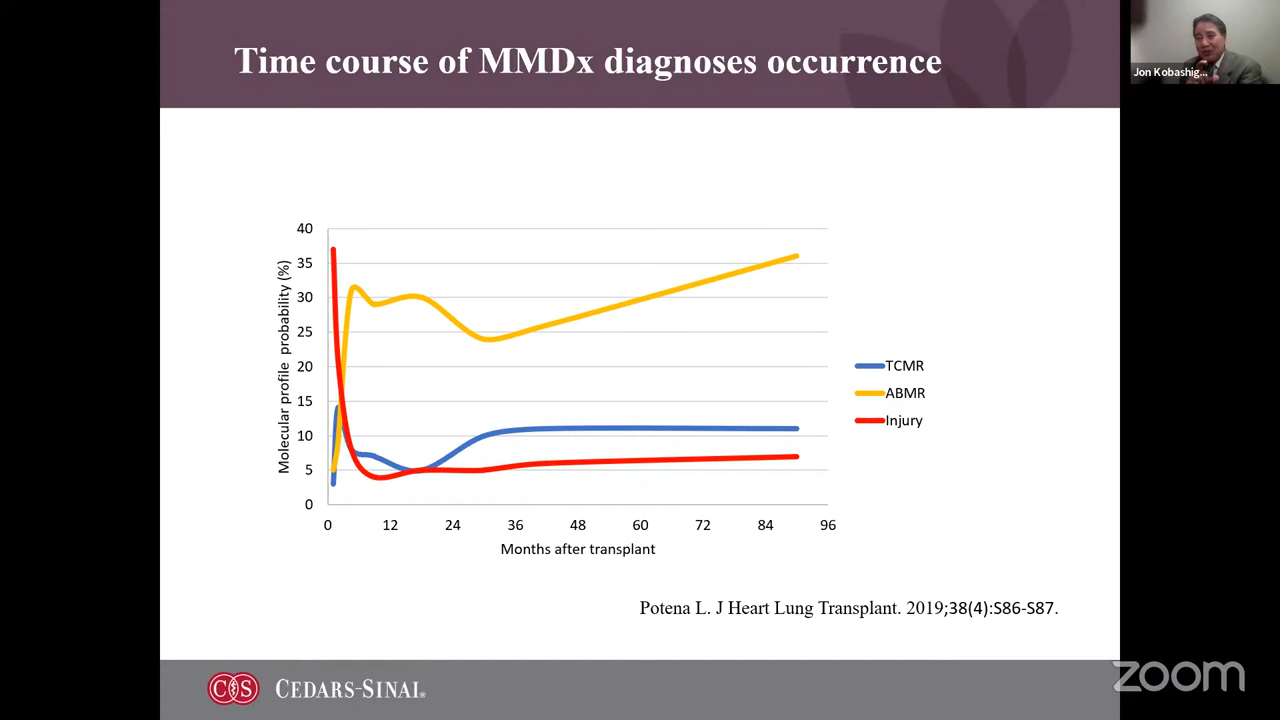 Time course of MMDx diagnoses occurrence
Jon Kobashig...
Molecular profile probability (%)
40
35
30
25
20
15
10
5
0
0 12 24 36 48 60 72 84 96
Months after transplant
TCMR
ABMR
Injury
Potena L. J Heart Lung Transplant. 2019;38(4):S86-S87.
CS CEDARS-SINAI®
zoom